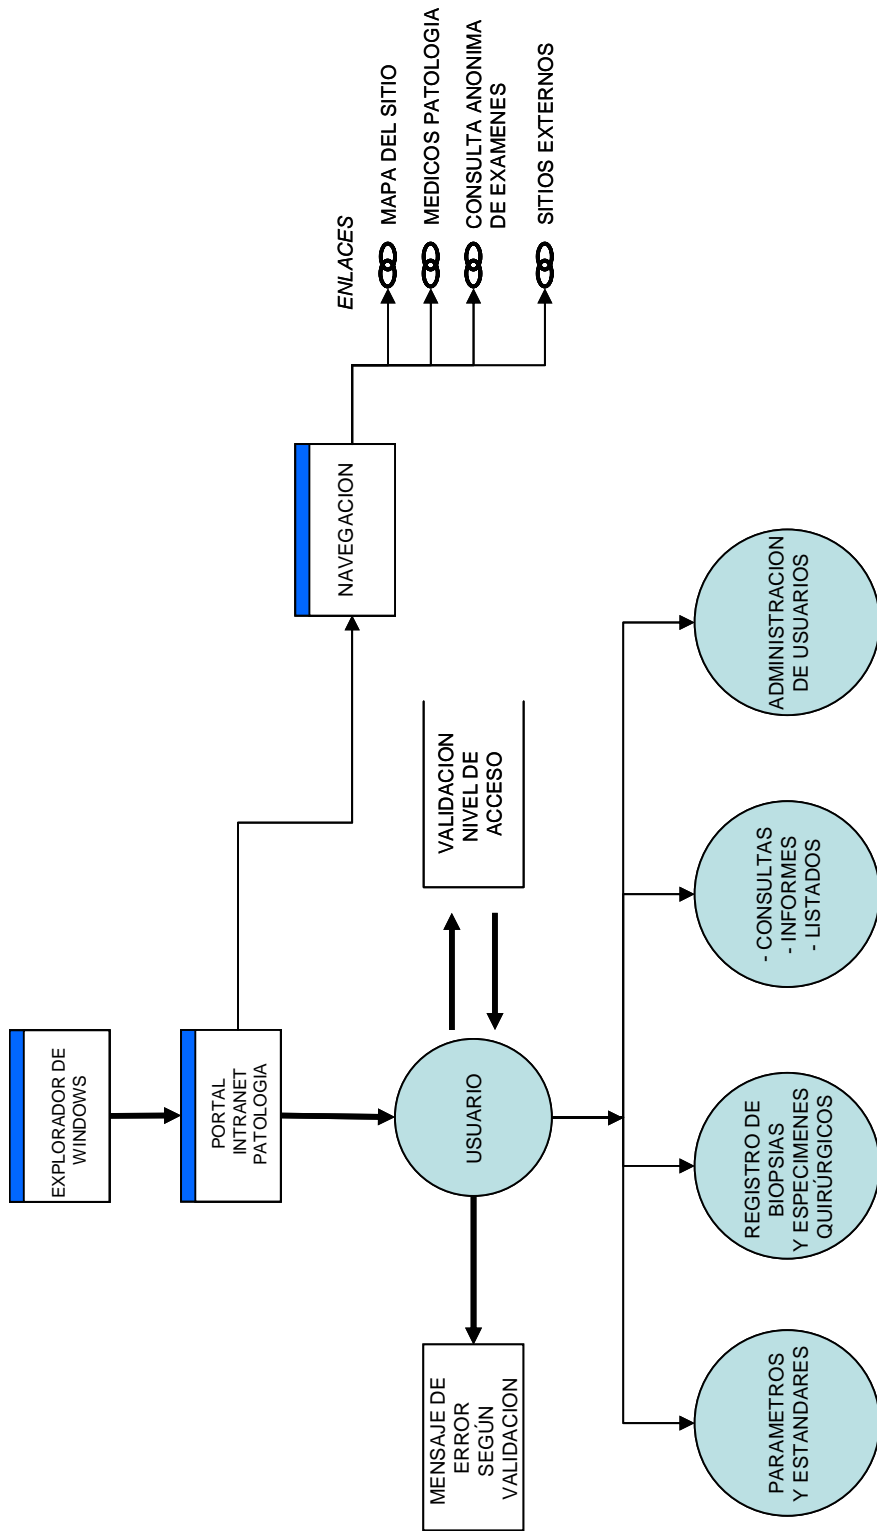 EXPLORADOR DE
WINDOWS
PORTAL
INTRANET
PATOLOGIA
USUARIO
MENSAJE DE
ERROR
SEGÚN
VALIDACION
VALIDACION
NIVEL DE
ACCESO
NAVEGACION
ENLACES
MAPA DEL SITIO
MEDICOS PATOLOGIA
CONSULTA ANONIMA
DE EXAMENES
SITIOS EXTERNOS
PARAMETROS
Y ESTANDARES
REGISTRO DE
BIOPSIAS
Y ESPECIMENES
QUIRÚRGICOS
- CONSULTAS
- INFORMES
- LISTADOS
ADMINISTRACION
DE USUARIOS